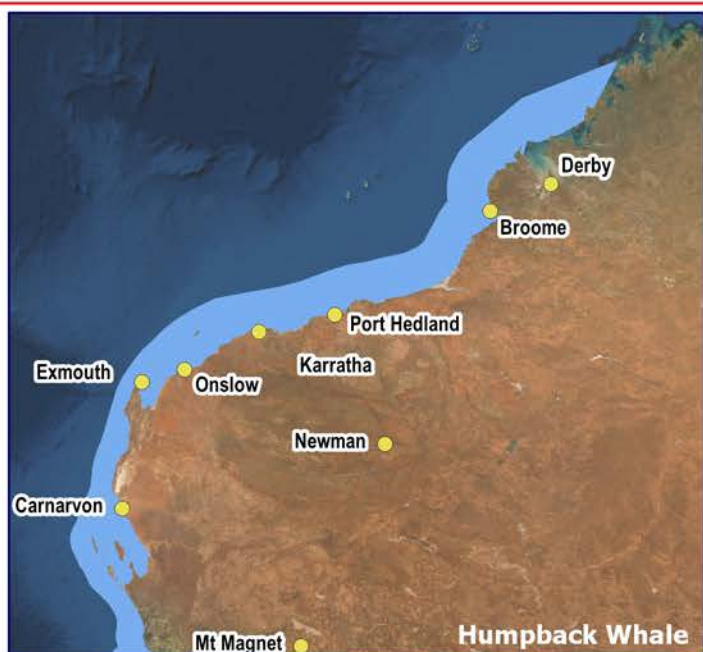 Derby
Broome
Port Hedland
Karratha
Exmouth
Onslow
Newman
Carnarvon
Mt Magnet
Humpback Whale